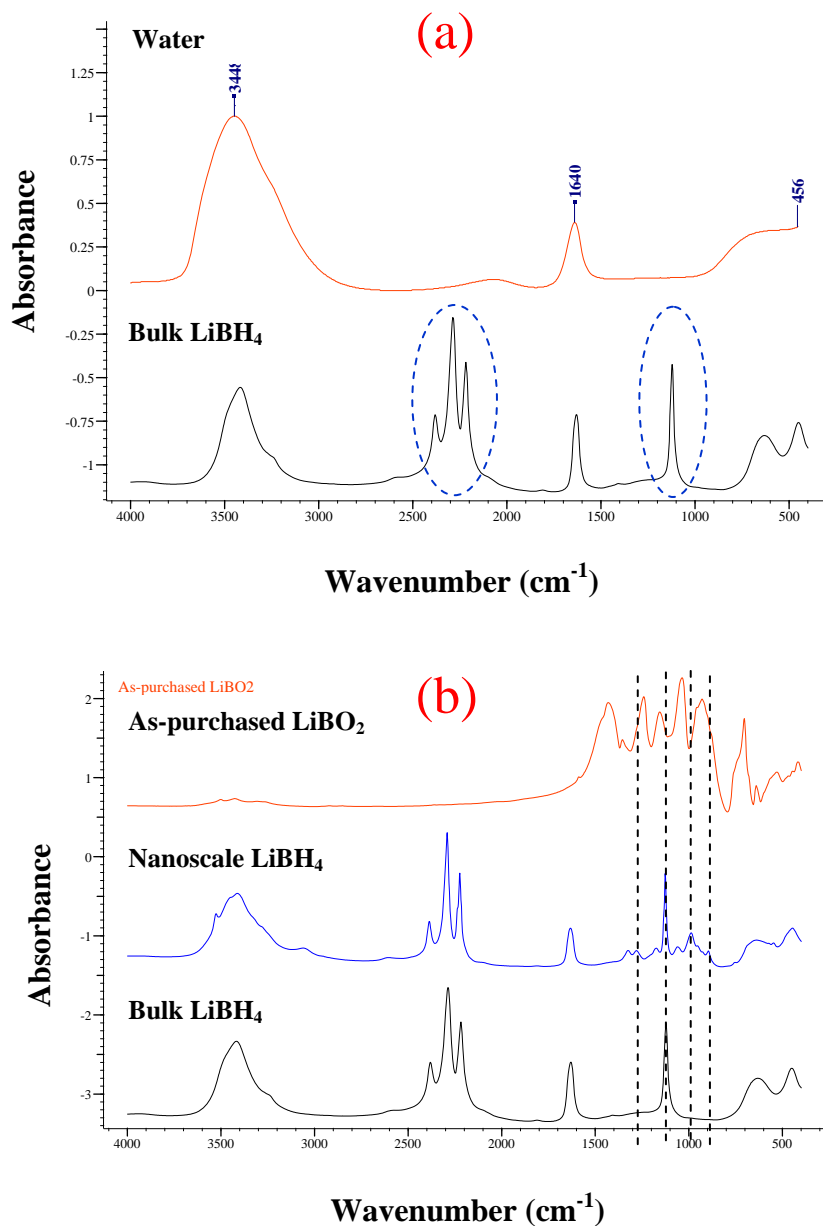 (a)
Water
3448
1640
456
1.25
1
0.75
0.5
0.25
0
-0.25
-0.5
-0.75
-1
Absorbance
Bulk LiBH4
4000 3500 3000 2500 2000 1500 1000 500
Wavenumber (cm-1)
(b)
As-purchased LiBO2
As-purchased LiBO2
2
1
0
-1
-2
-3
Absorbance
Nanoscale LiBH4
Bulk LiBH4
4000 3500 3000 2500 2000 1500 1000 500
Wavenumber (cm-1)